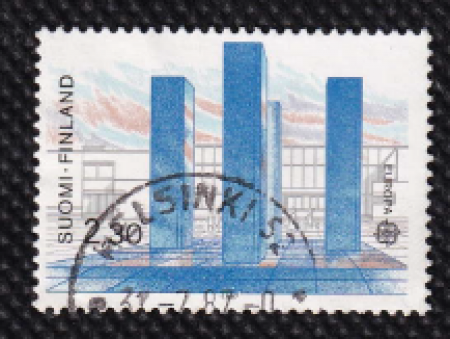 SUOMI·FINLAND
2,30
EUROPA
HELSINKI